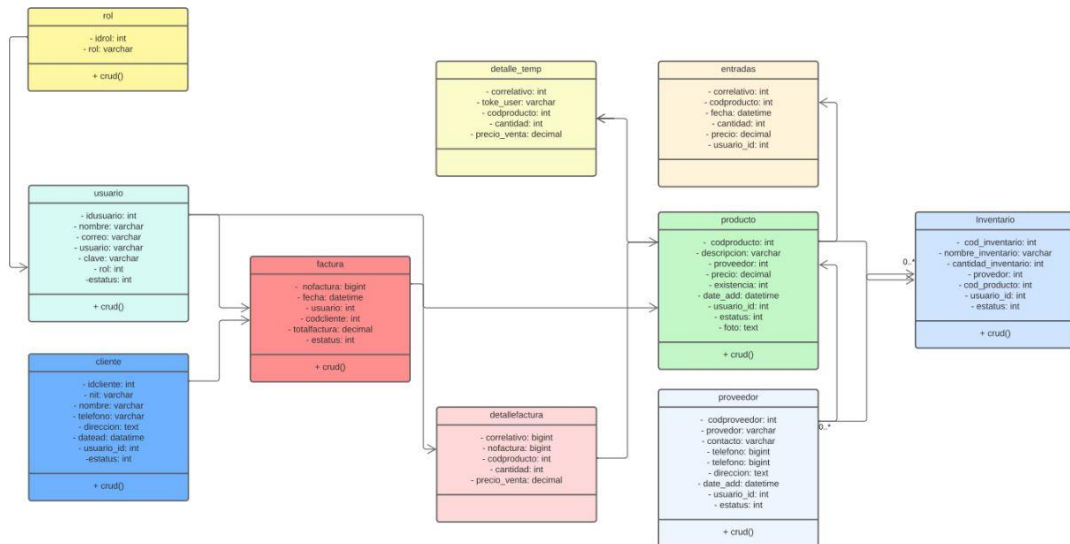 rol
- idrol: int
- rol: varchar
+ crud()
usuario
- idusuario: int
- nombre: varchar
- correo: varchar
- usuario: varchar
- clave: varchar
- rol: int
-estatus: int
+ crud()
cliente
- idcliente: int
- nit: varchar
- nombre: varchar
- telefono: varchar
- direccion: text
- datead: datatime
- usuario_id: int
-estatus: int
+ crud()
factura
- nofactura: bigint
- fecha: datetime
- usuario: int
- codcliente: int
- totalfactura: decimal
- estatus: int
+ crud()
detalle_temp
- correlativo: int
- toke_user: varchar
- codproducto: int
- cantidad: int
- precio_venta: decimal
detallefactura
- correlativo: bigint
- nofactura: bigint
- codproducto: int
- cantidad: int
- precio_venta: decimal
entradas
- correlativo: int
- codproducto: int
- fecha: datetime
- cantidad: int
- precio: decimal
- usuario_id: int
producto
- codproducto: int
- descripcion: varchar
- proveedor: int
- precio: decimal
- existencia: int
- date_add: datetime
- usuario_id: int
- estatus: int
- foto: text
+ crud()
proveedor
- codproveedor: int
- provedor: varchar
- contacto: varchar
- telefono: bigint
- telefono: bigint
- direccion: text
- date_add: datetime
- usuario_id: int
- estatus: int
+ crud()
0..*
0..*
Inventario
- cod_inventario: int
- nombre_inventario: varchar
- cantidad_inventario: int
- provedor: int
- cod_producto: int
- usuario_id: int
- estatus: int
+ crud()